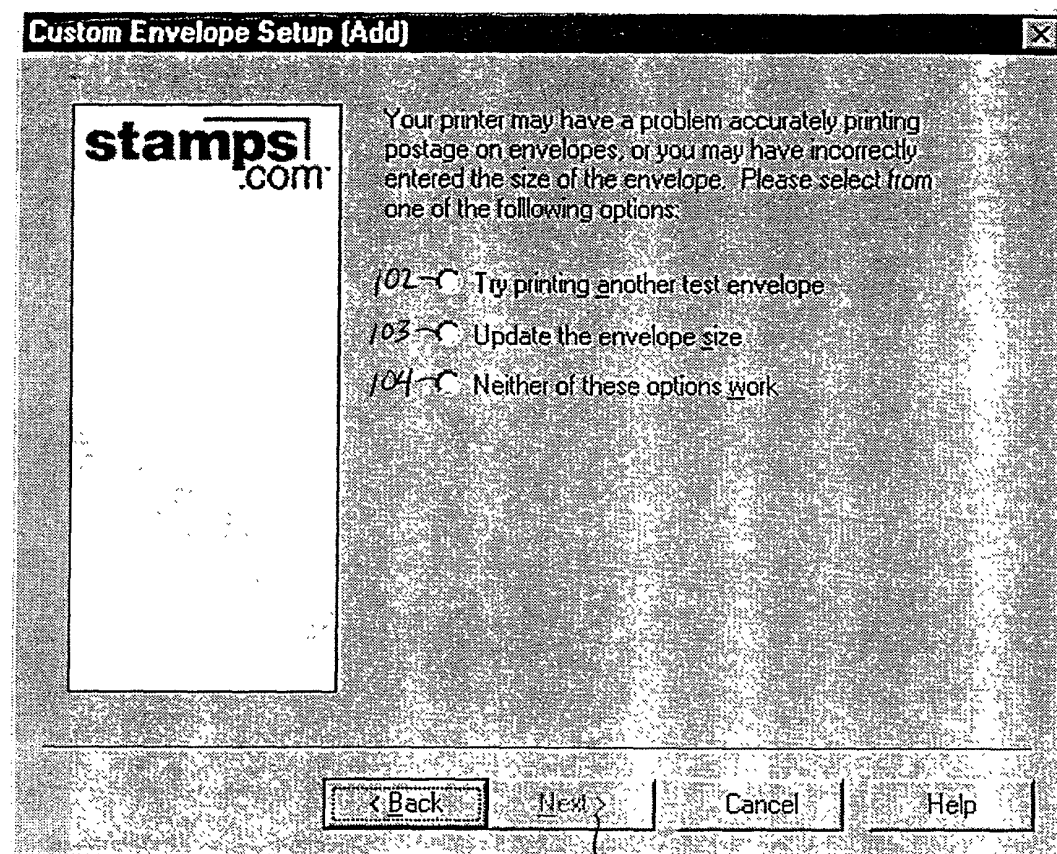 Custom Envelope Setup (Add)
stamps
.com
Your printer may have a problem accurately printing
postage on envelopes, or you may have incorrectly
entered the size of the envelope. Please select from
one of the folllowing options:
102 Try printing another test envelope
103 Update the envelope size
104 Neither of these options work
< Back Next > Cancel Help